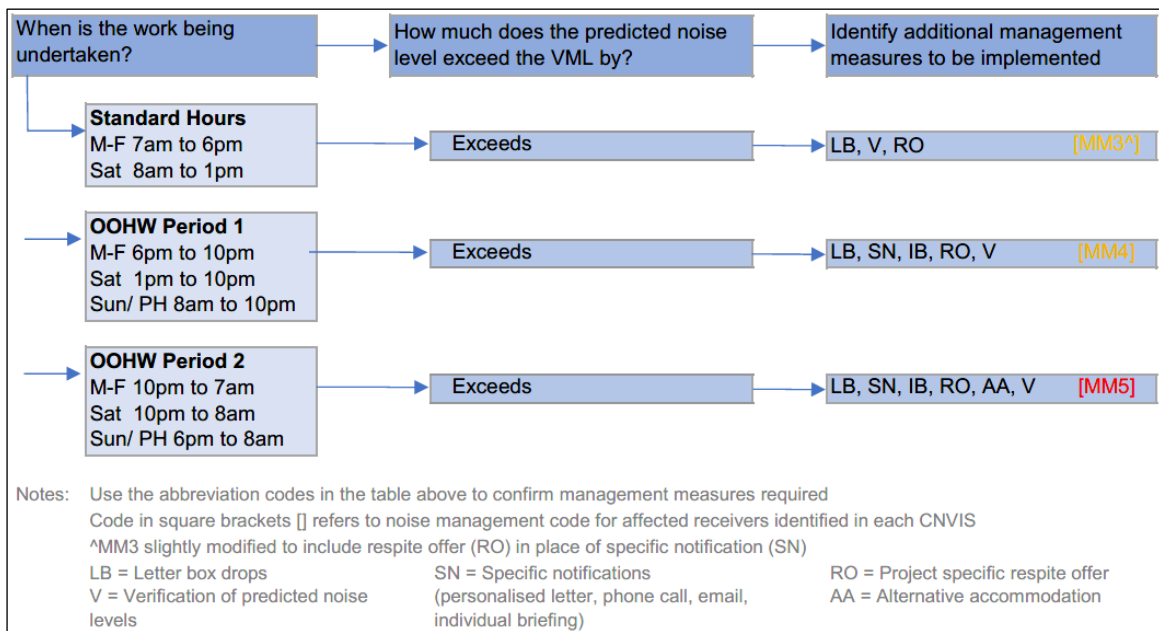 When is the work being
undertaken?
How much does the predicted noise
level exceed the VML by?
Identify additional management
measures to be implemented
Standard Hours
M-F 7am to 6pm
Sat 8am to 1pm
Exceeds
LB, V, RO [MM3^]
OOHW Period 1
M-F 6pm to 10pm
Sat 1pm to 10pm
Sun/ PH 8am to 10pm
Exceeds
LB, SN, IB, RO, V [MM4]
OOHW Period 2
M-F 10pm to 7am
Sat 10pm to 8am
Sun/ PH 6pm to 8am
Exceeds
LB, SN, IB, RO, AA, V [MM5]
Notes: Use the abbreviation codes in the table above to confirm management measures required
Code in square brackets [] refers to noise management code for affected receivers identified in each CNVIS
^MM3 slightly modified to include respite offer (RO) in place of specific notification (SN)
LB = Letter box drops
V = Verification of predicted noise
levels
SN = Specific notifications
(personalised letter, phone call, email,
individual briefing)
RO = Project specific respite offer
AA = Alternative accommodation